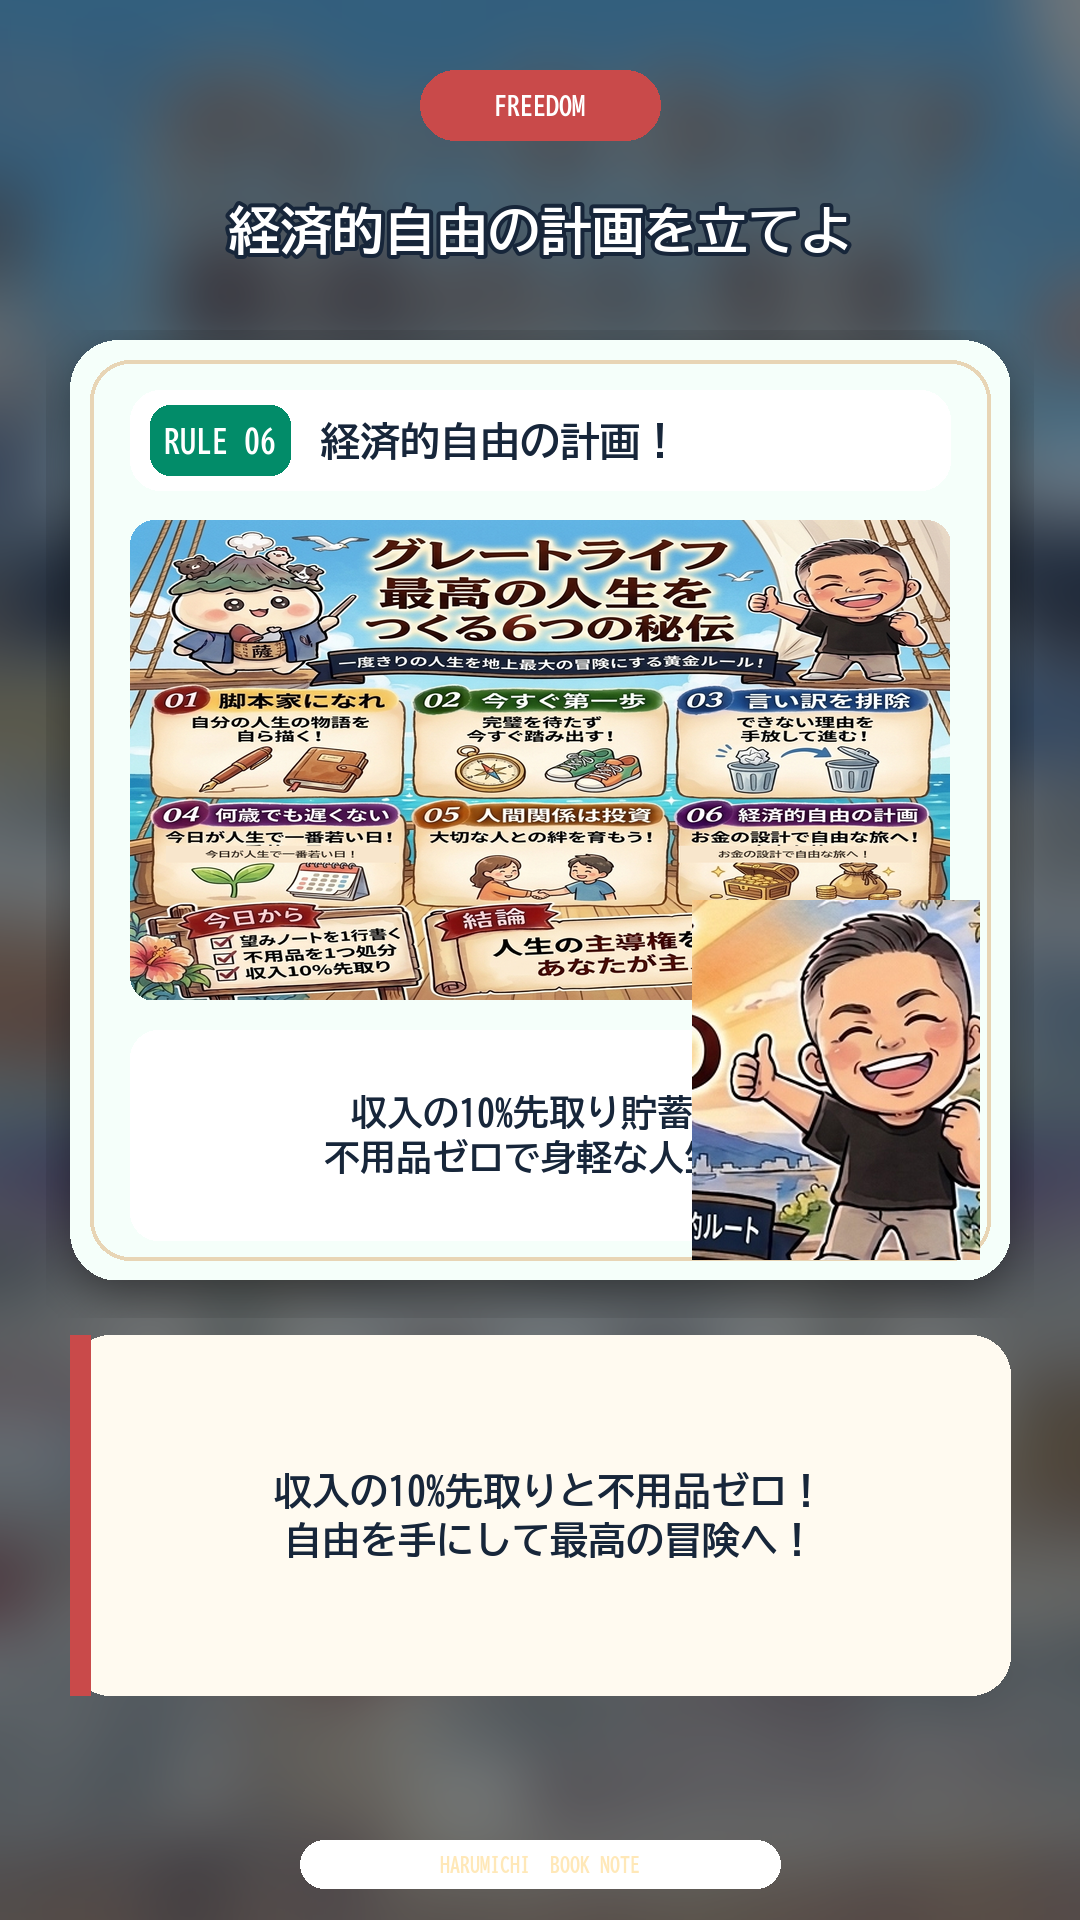 FREEDOM
経済的自由の計画を立てよ
RULE 06
経済的自由の計画！
グレートライフ
最高の人生を
つくる6つの秘伝
一度きりの人生を地上最大の冒険にする黄金ルール！
薩
01 脚本家になれ
自分の人生の物語を
自ら描く！
02 今すぐ第一歩
完璧を待たず
今すぐ踏み出す！
03 言い訳を排除
できない理由を
手放して進む！
04 何歳でも遅くない
今日が人生で一番若い日！
今日が人生で一番若い日！
05 人間関係は投資
大切な人との絆を育もう！
06 経済的自由の計画
お金の設計で自由な旅へ！
お金の設計で自由な旅へ！
今日から
望みノートを1行書く
不用品を1つ処分
収入10%先取り
結論
人生の主導権を
あなたが主
的ルート
収入の10%先取り貯蓄
不用品ゼロで身軽な人生
収入の10%先取りと不用品ゼロ！
自由を手にして最高の冒険へ！
HARUMICHI BOOK NOTE